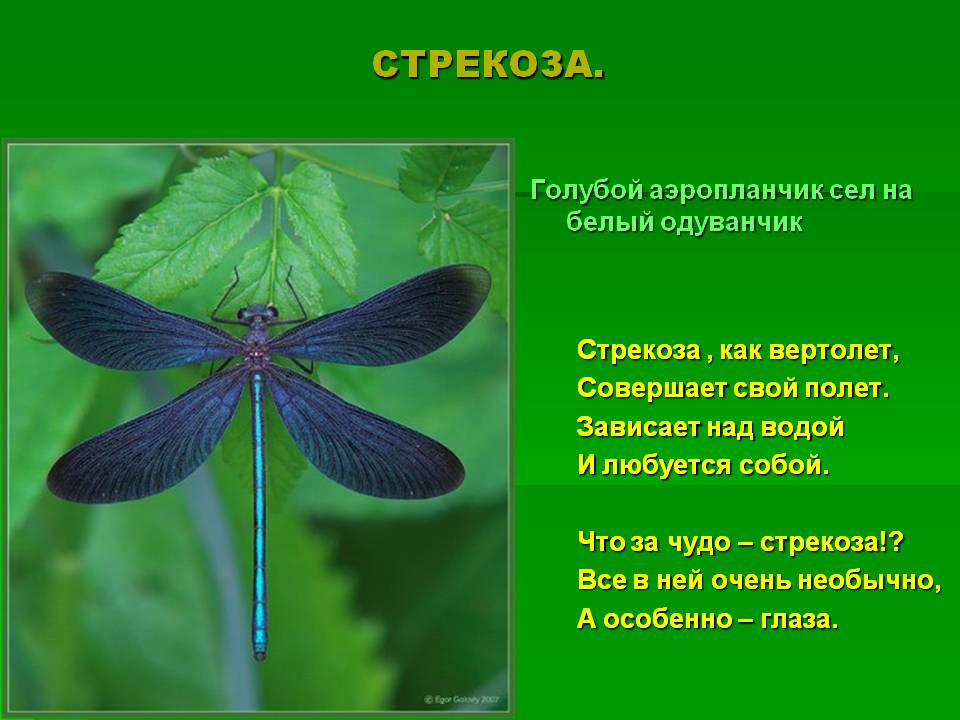 СТРЕКОЗА.
Голубой аэропланчик сел на
белый одуванчик
Стрекоза , как вертолет,
Совершает свой полет.
Зависает над водой
И любуется собой.
Что за чудо – стрекоза!?
Все в ней очень необычно,
А особенно – глаза.
© Egor Goloviy 2007